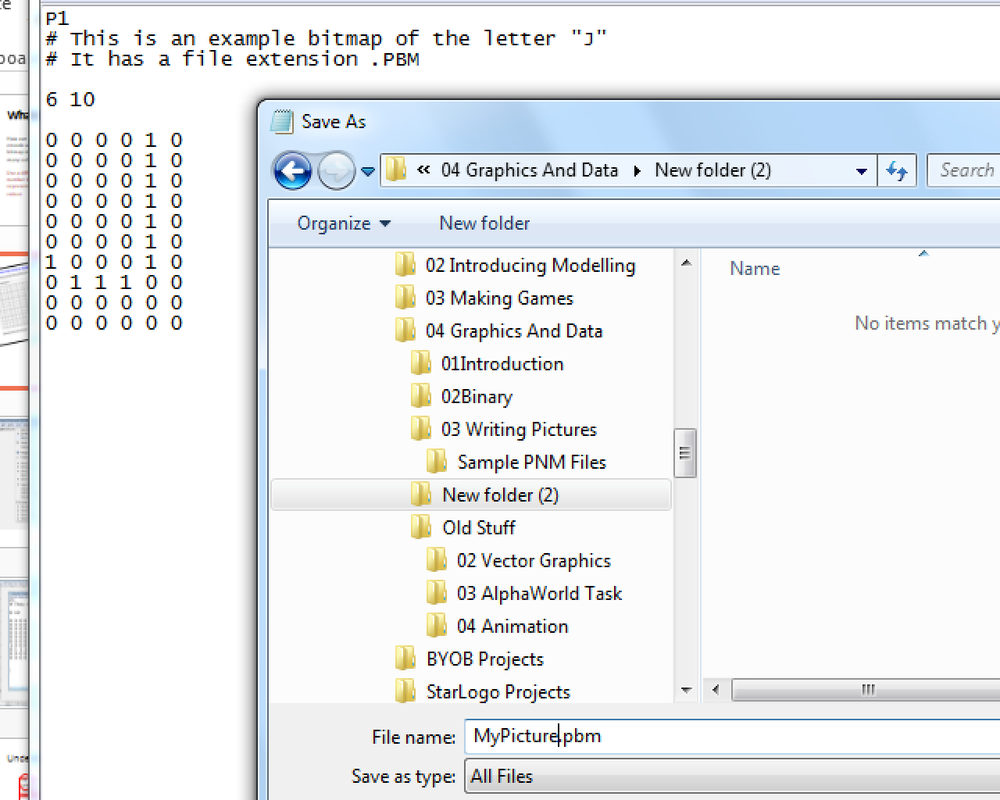 P1
# This is an example bitmap of the letter "J"
# It has a file extension .PBM
6 10
0 0 0 0 1 0
0 0 0 0 1 0
0 0 0 0 1 0
0 0 0 0 1 0
0 0 0 0 1 0
0 0 0 0 1 0
1 0 0 0 1 0
0 1 1 1 0 0
0 0 0 0 0 0
0 0 0 0 0 0
Save As
« 04 Graphics And Data New folder (2)
Search
Organize New folder
02 Introducing Modelling
03 Making Games
04 Graphics And Data
01Introduction
02Binary
03 Writing Pictures
Sample PNM Files
New folder (2)
Old Stuff
02 Vector Graphics
03 AlphaWorld Task
04 Animation
BYOB Projects
StarLogo Projects
Name
No items match y
File name: MyPicture.pbm
Save as type: All Files